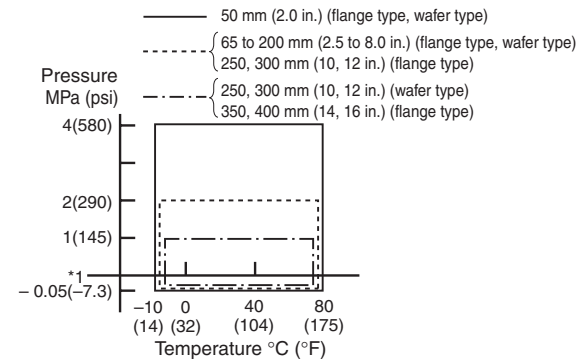 50 mm (2.0 in.) (flange type, wafer type)
65 to 200 mm (2.5 to 8.0 in.) (flange type, wafer type)
250, 300 mm (10, 12 in.) (flange type)
250, 300 mm (10, 12 in.) (wafer type)
350, 400 mm (14, 16 in.) (flange type)
Pressure
MPa (psi)
4(580)
2(290)
1(145)
*1
– 0.05(–7.3)
–10 0 40 80
(14) (32) (104) (175)
Temperature °C (°F)